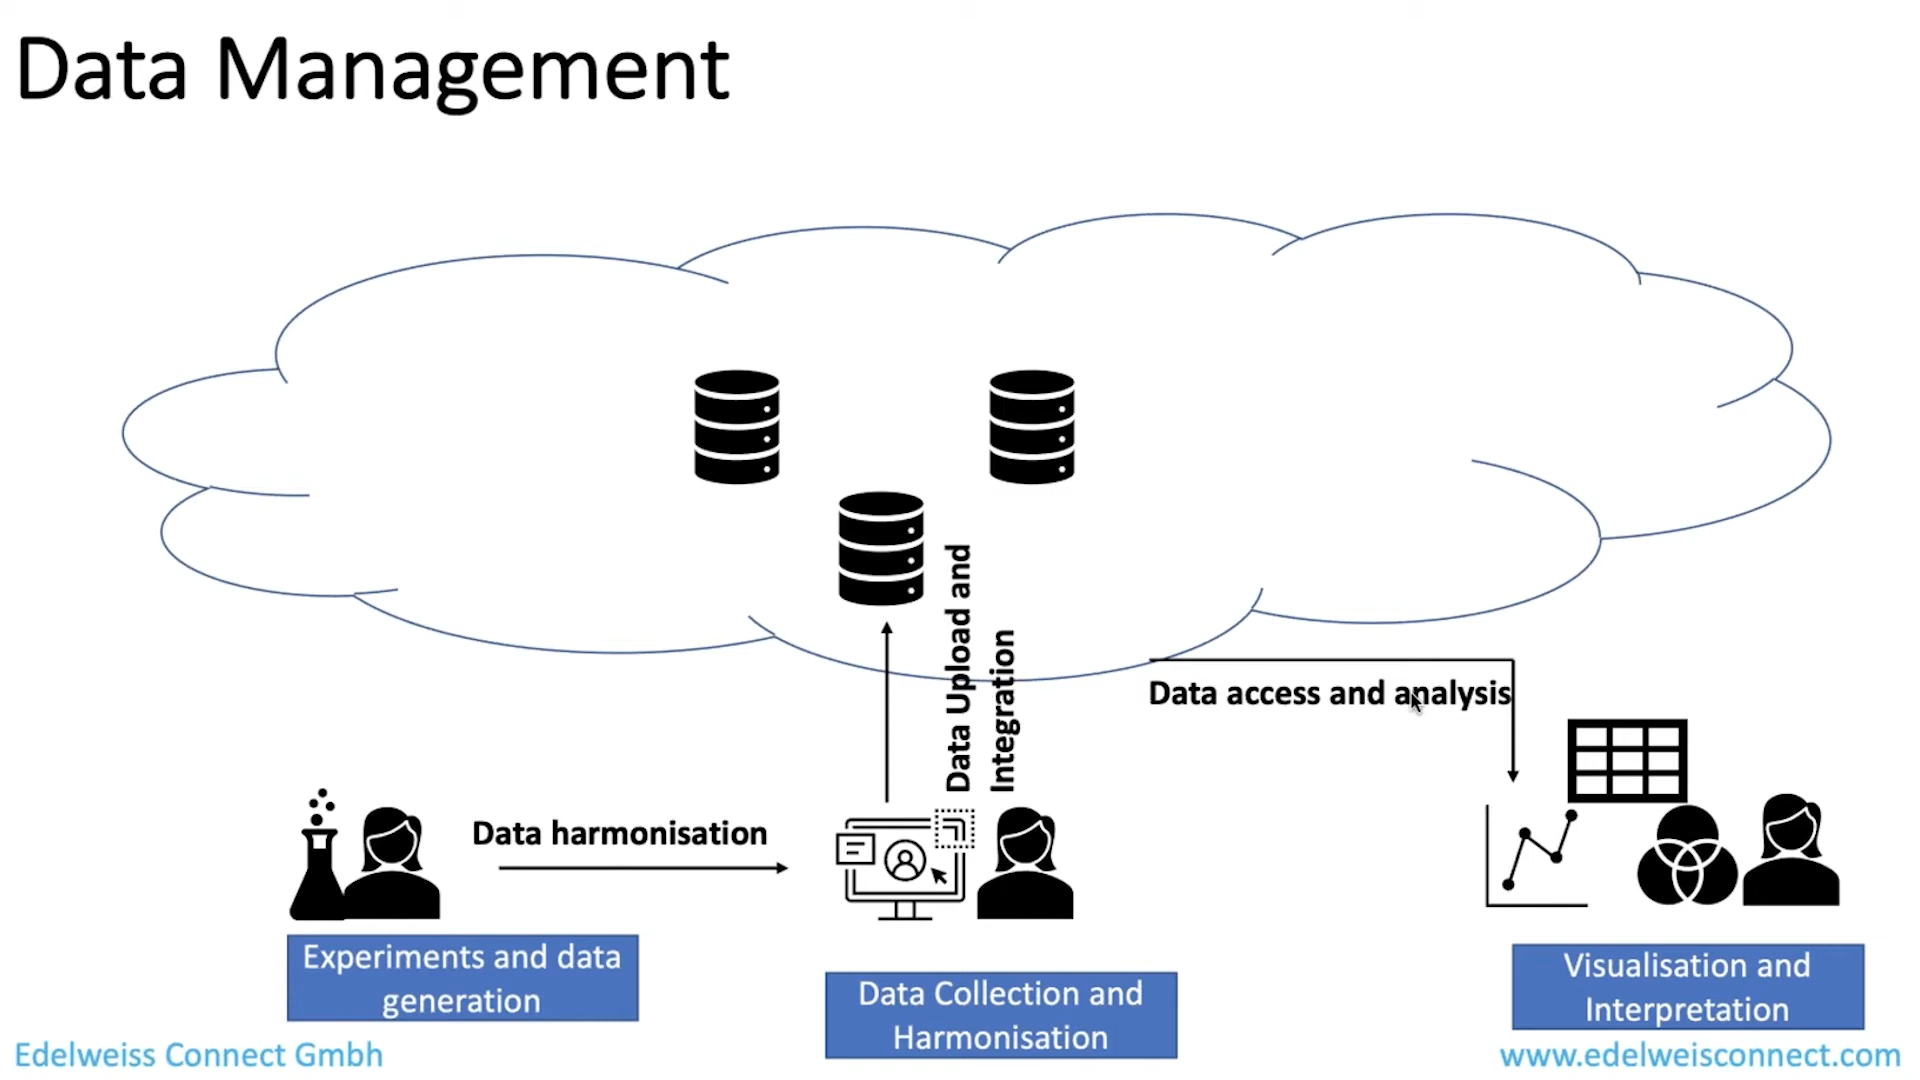 Data Management
Data Upload and
Integration
Data access and analysis
Data harmonisation
Experiments and data
generation
Data Collection and
Harmonisation
Visualisation and
Interpretation
Edelweiss Connect Gmbh
www.edelweisconnect.com